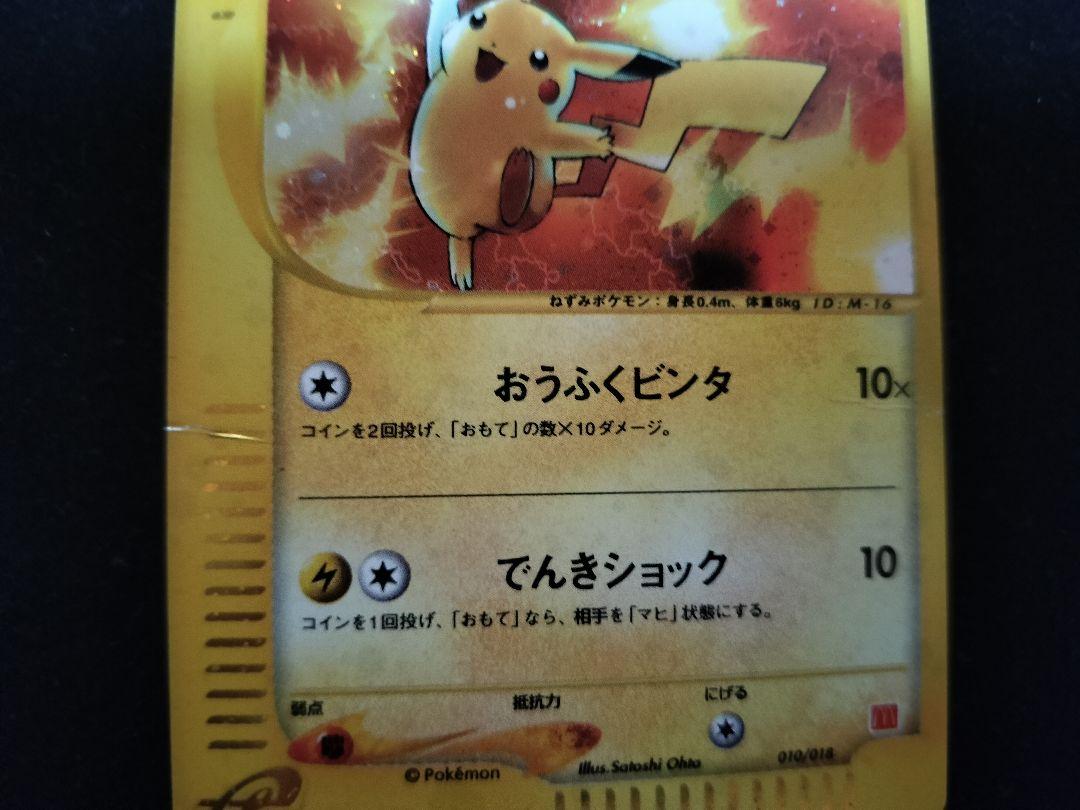 ねずみポケモン：身長0.4m、体重6kg ID:M-16
おうふくビンタ 10×
コインを2回投げ、「おもて」の数×10ダメージ。
でんきショック 10
コインを1回投げ、「おもて」なら、相手を「マヒ」状態にする。
弱点 抵抗力 にげる
© Pokémon Illus. Satoshi Ohta 010/018